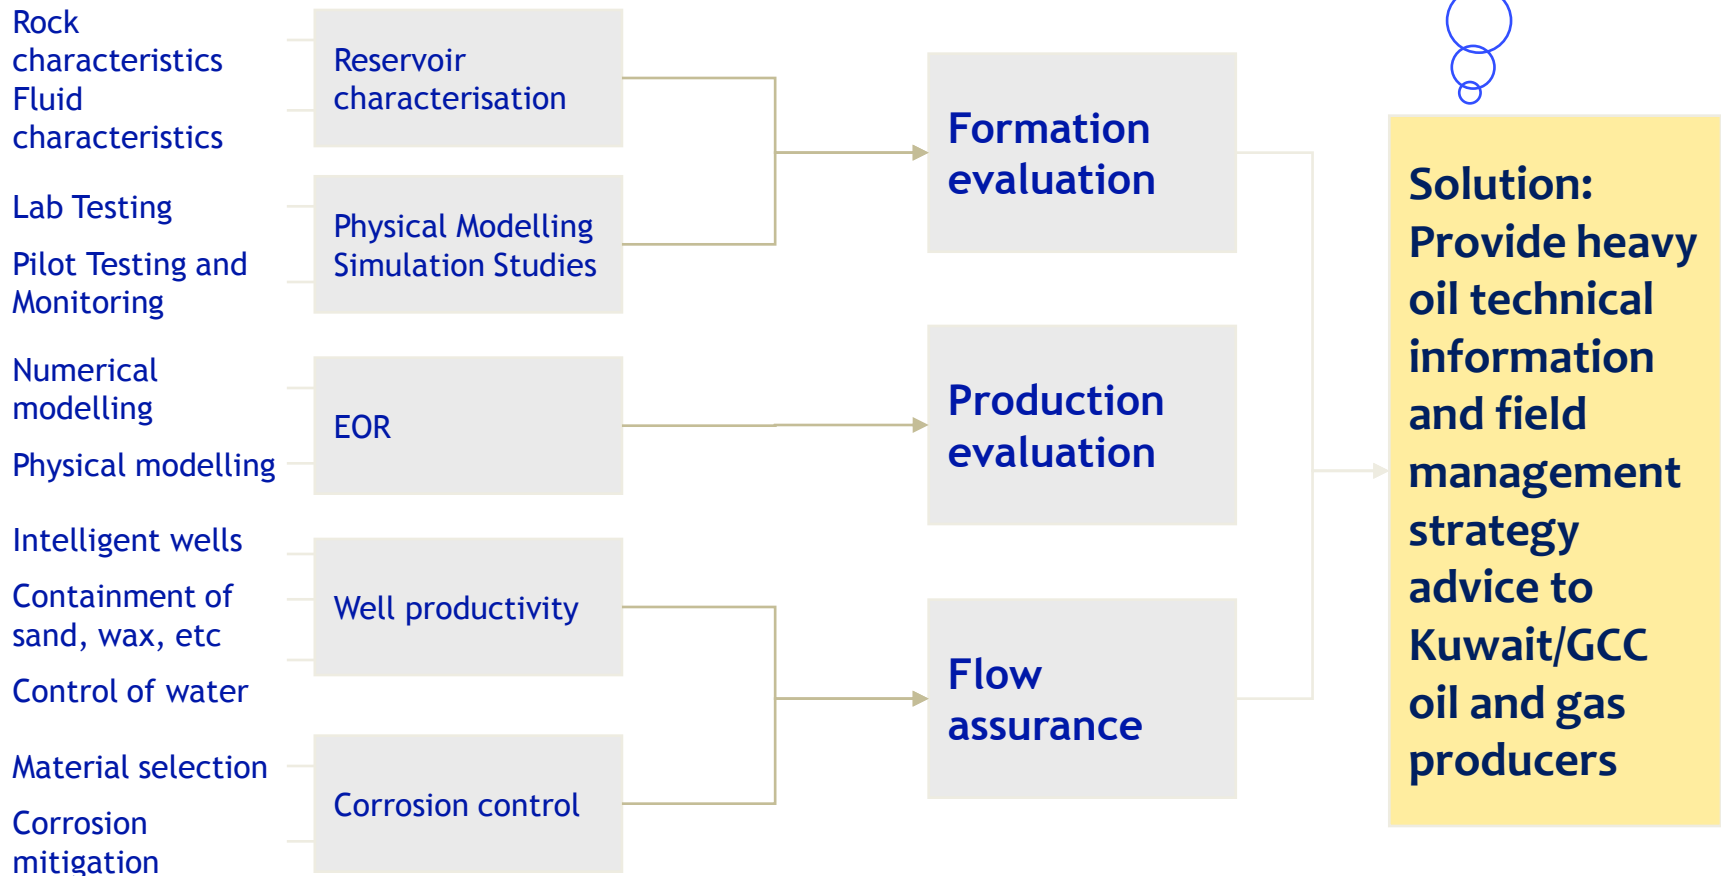 Rock
characteristics
Fluid
characteristics
Lab Testing
Pilot Testing and
Monitoring
Numerical
modelling
Physical modelling
Intelligent wells
Containment of
sand, wax, etc
Control of water
Material selection
Corrosion
mitigation
Reservoir
characterisation
Physical Modelling
Simulation Studies
EOR
Well productivity
Corrosion control
Formation
evaluation
Production
evaluation
Flow
assurance
Solution:
Provide heavy
oil technical
information
and field
management
strategy
advice to
Kuwait/GCC
oil and gas
producers